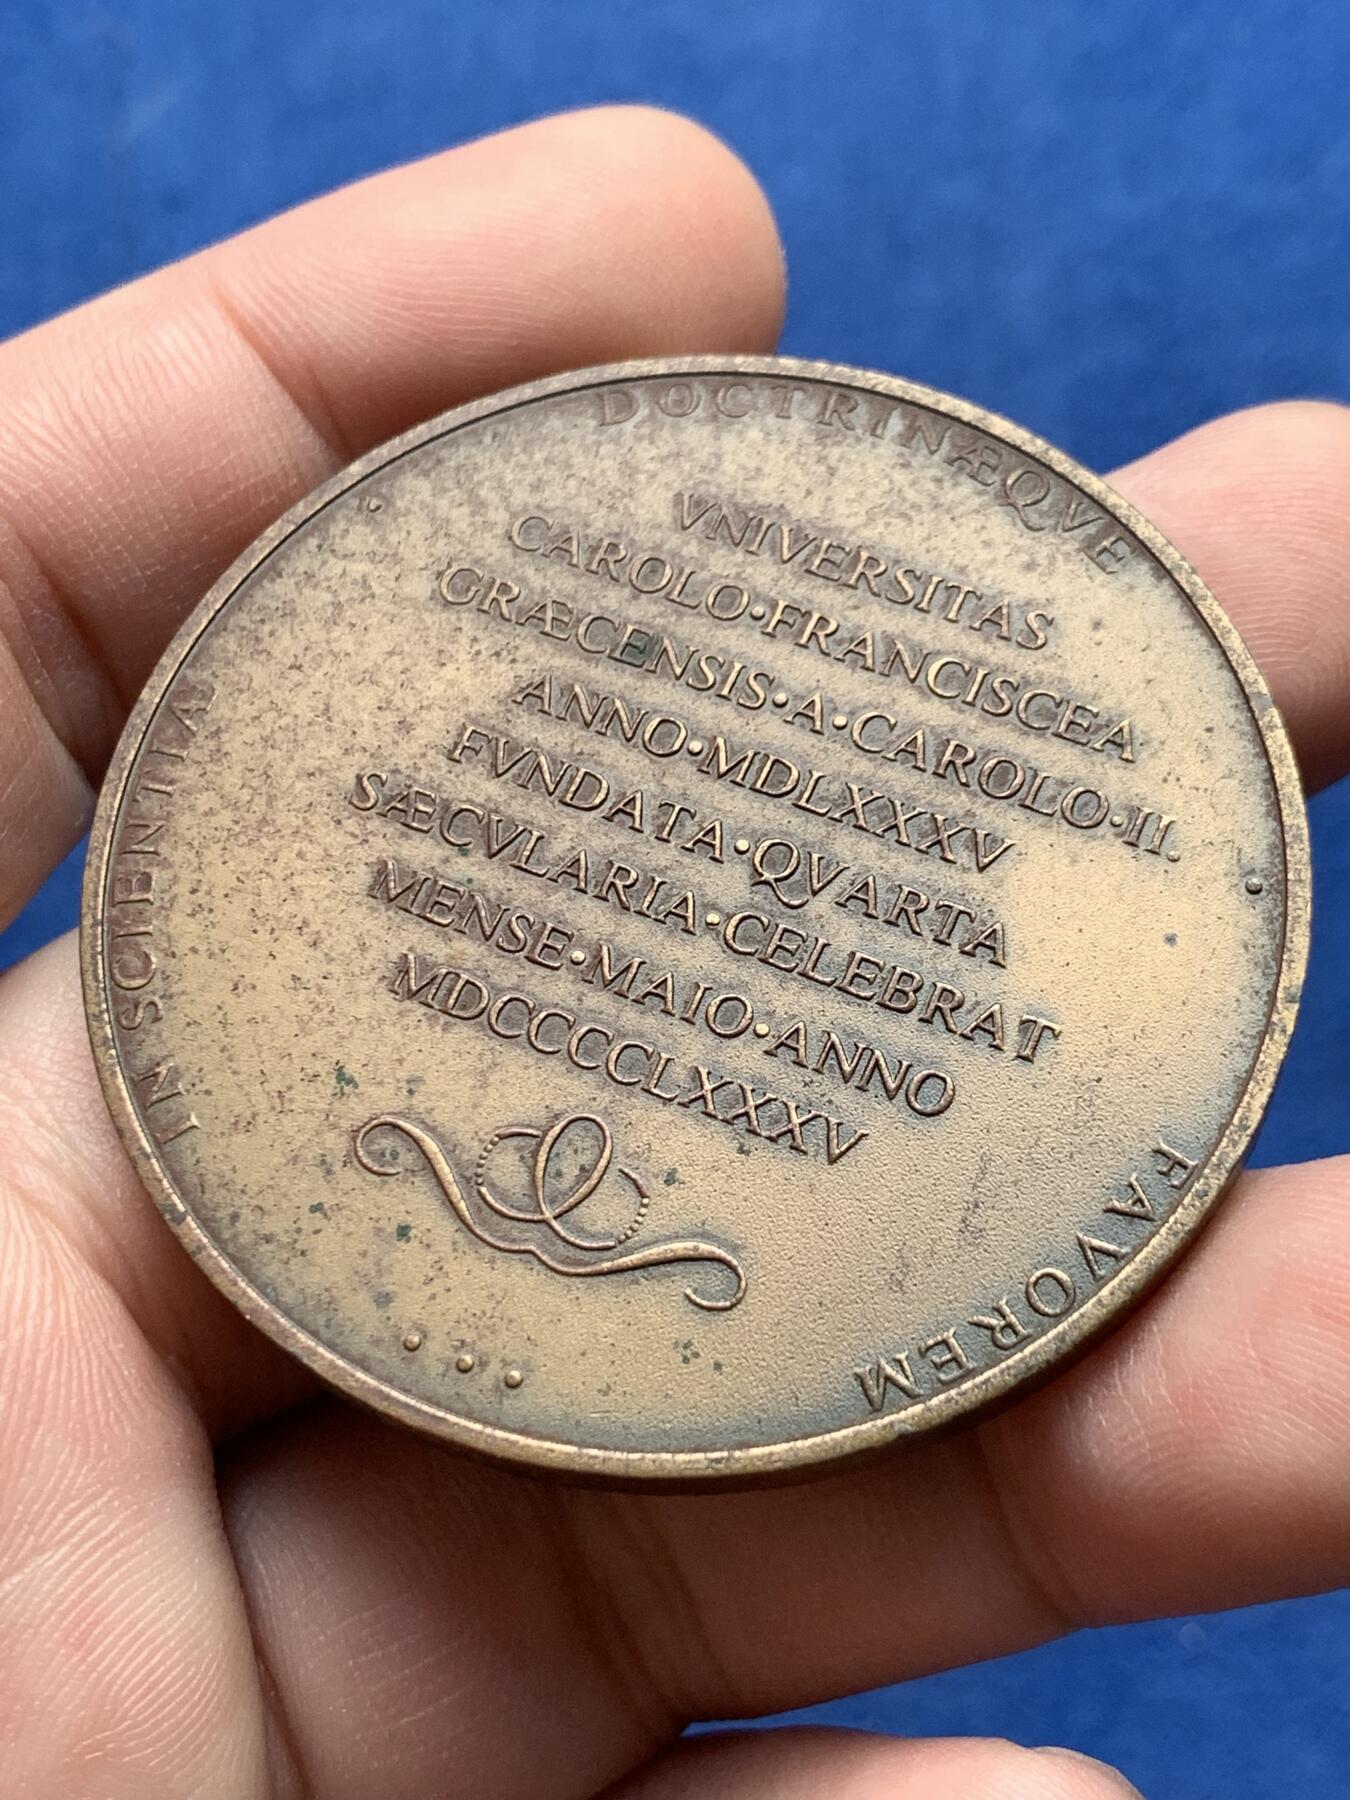 IN·SCIENTIÆ · DOCTRINÆQVE · FAVOREM
VNIVERSITAS
CAROLO·FRANCISCEA
GRÆCENSIS·A·CAROLO·II.
ANNO·MDLXXXV
FVNDATA·QVARTA
SÆCVLARIA·CELEBRAT
MENSE·MAIO·ANNO
MDCCCCLXXXV